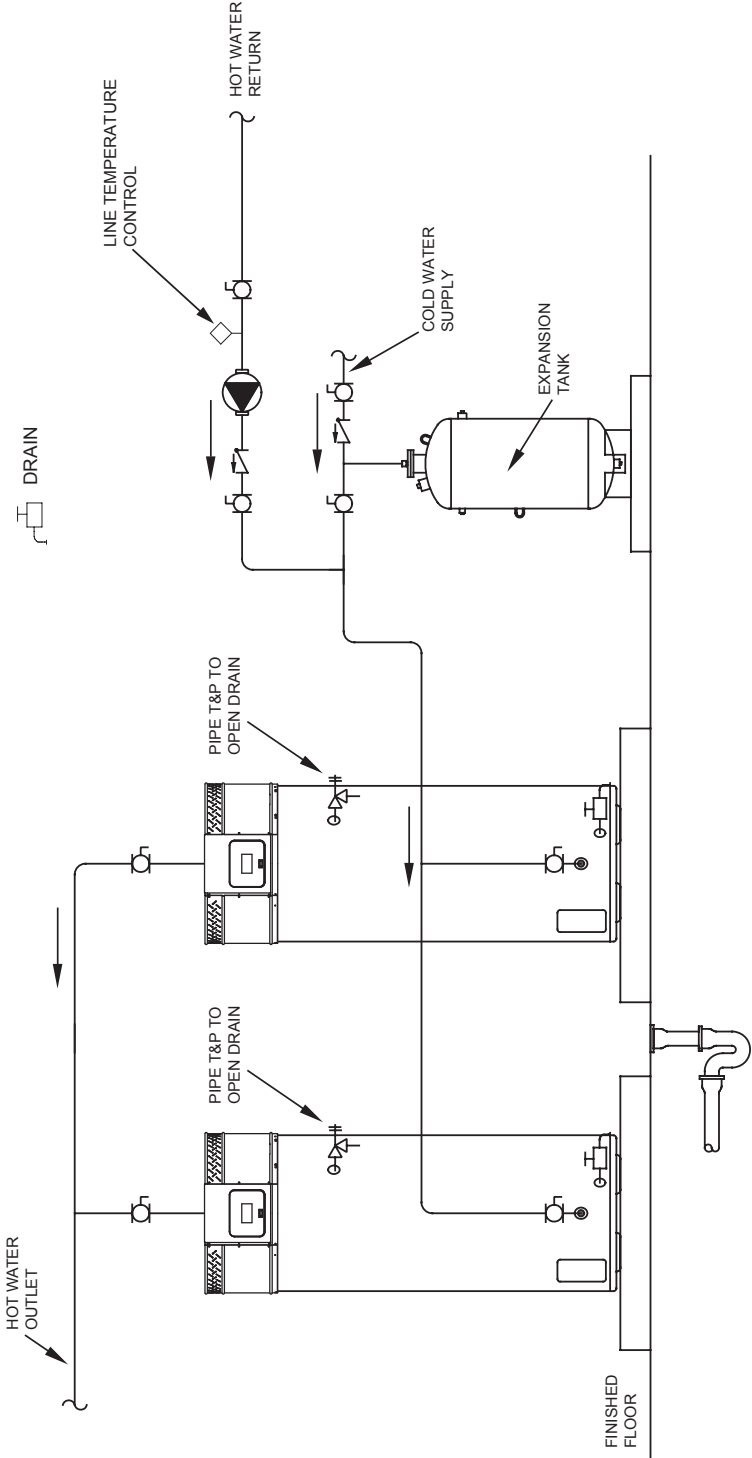 HOT WATER
OUTLET
PIPE T&P TO
OPEN DRAIN
PIPE T&P TO
OPEN DRAIN
DRAIN
LINE TEMPERATURE
CONTROL
HOT WATER
RETURN
COLD WATER
SUPPLY
EXPANSION
TANK
FINISHED
FLOOR